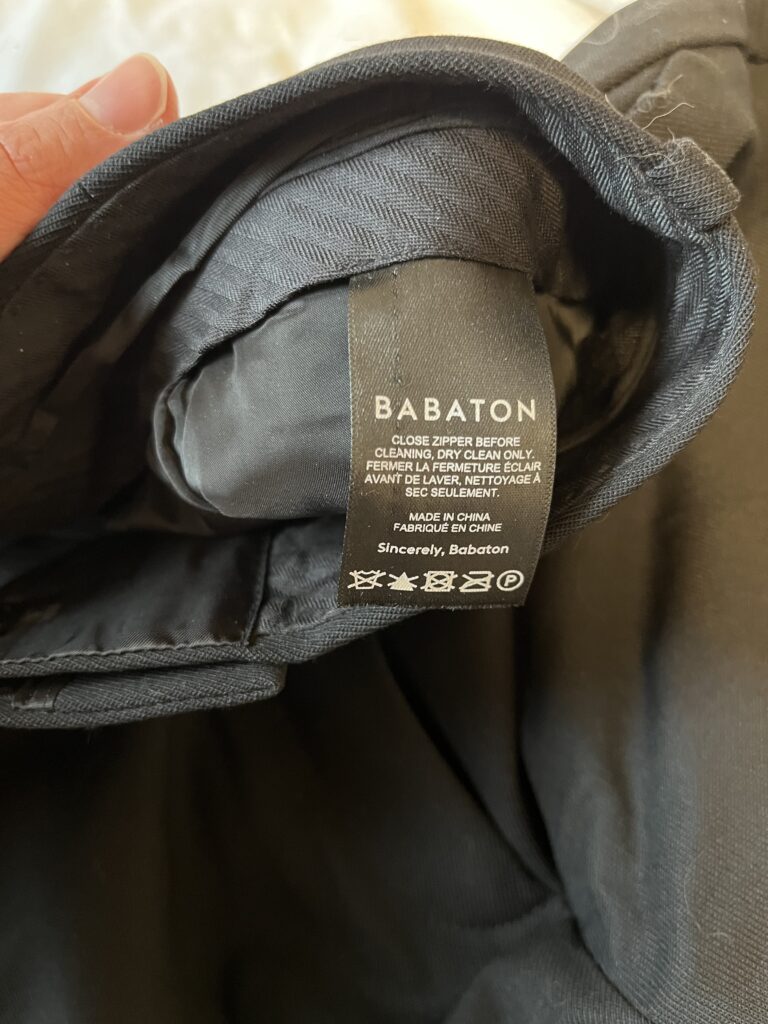 BABATON
CLOSE ZIPPER BEFORE
CLEANING, DRY CLEAN ONLY.
FERMER LA FERMETURE ÉCLAIR
AVANT DE LAVER, NETTOYAGE À
SEC SEULEMENT.
MADE IN CHINA
FABRIQUÉ EN CHINE
Sincerely, Babaton
P